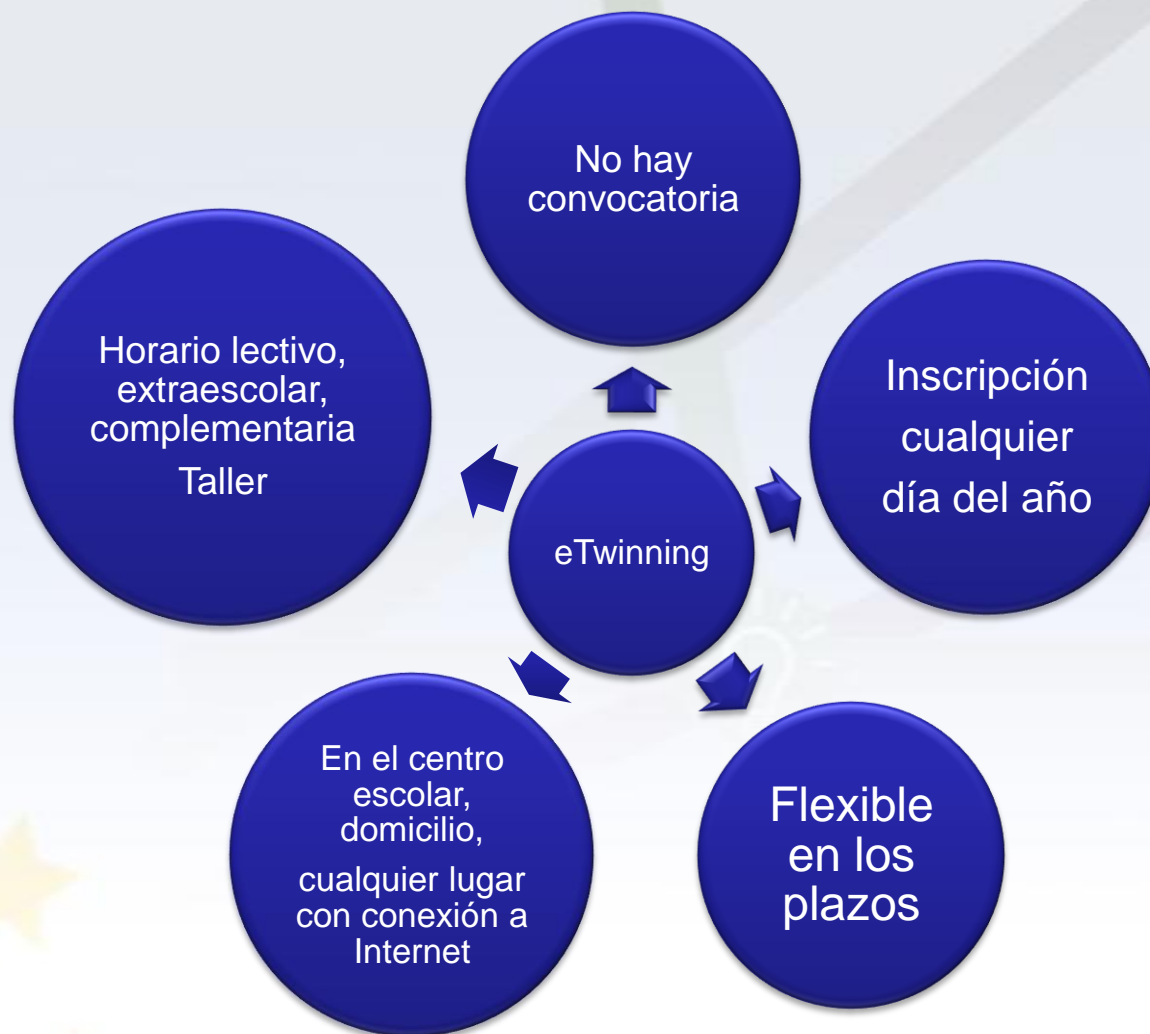 No hay
convocatoria
Horario lectivo,
extraescolar,
complementaria
Taller
Inscripción
cualquier
día del año
eTwinning
En el centro
escolar,
domicilio,
cualquier lugar
con conexión a
Internet
Flexible
en los
plazos